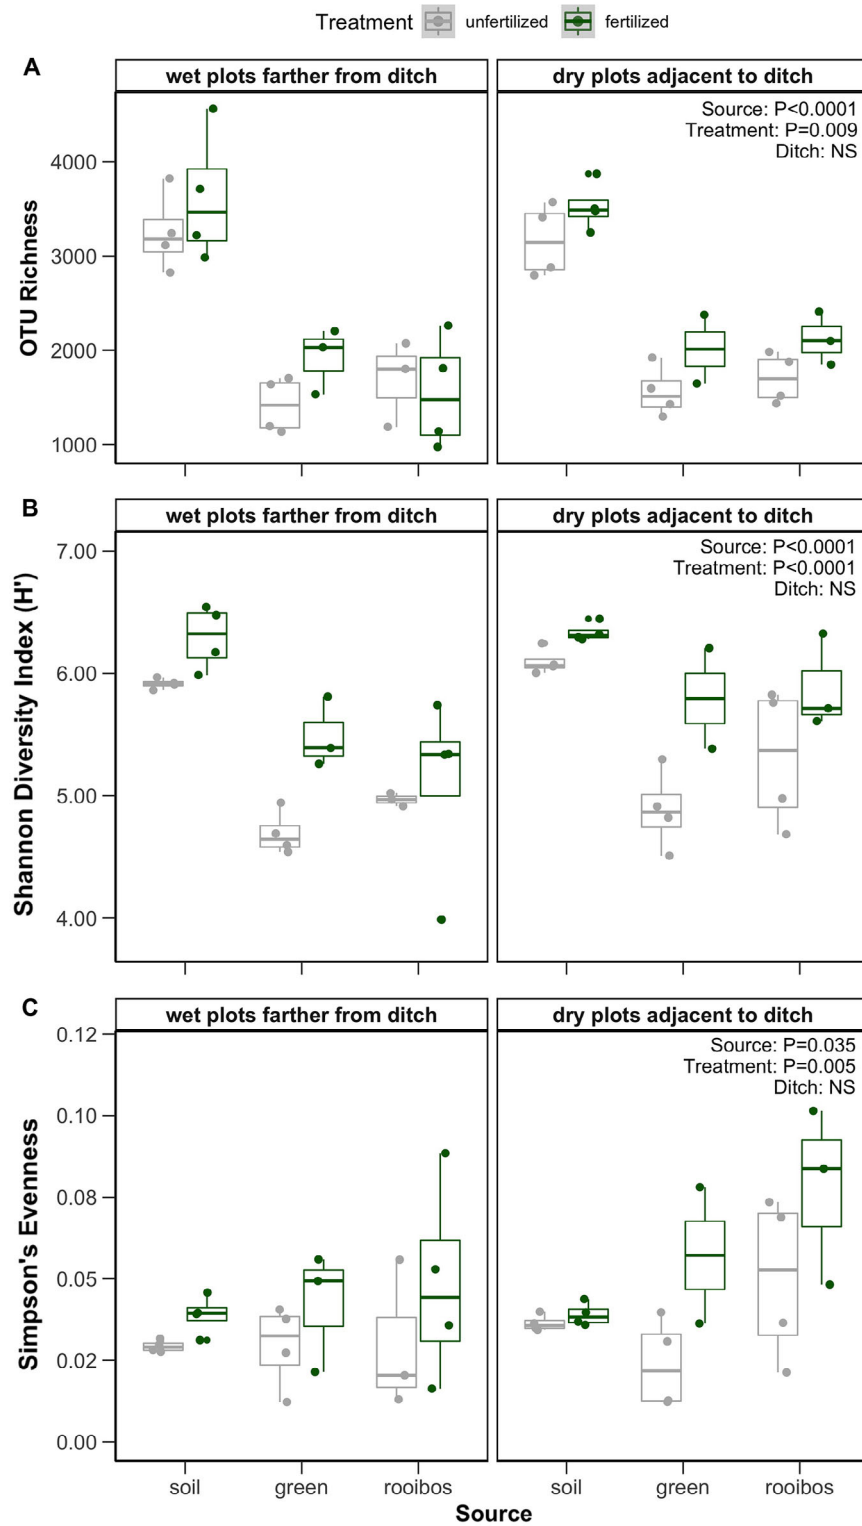 Treatment unfertilized fertilized
A
wet plots farther from ditch dry plots adjacent to ditch
Source: P<0.0001
Treatment: P=0.009
Ditch: NS
OTU Richness
4000
3000
2000
1000
B
wet plots farther from ditch dry plots adjacent to ditch
Source: P<0.0001
Treatment: P<0.0001
Ditch: NS
Shannon Diversity Index (H')
7.00
6.00
5.00
4.00
C
wet plots farther from ditch dry plots adjacent to ditch
Source: P=0.035
Treatment: P=0.005
Ditch: NS
Simpson's Evenness
0.12
0.10
0.08
0.05
0.02
0.00
soil green rooibos soil green rooibos
Source